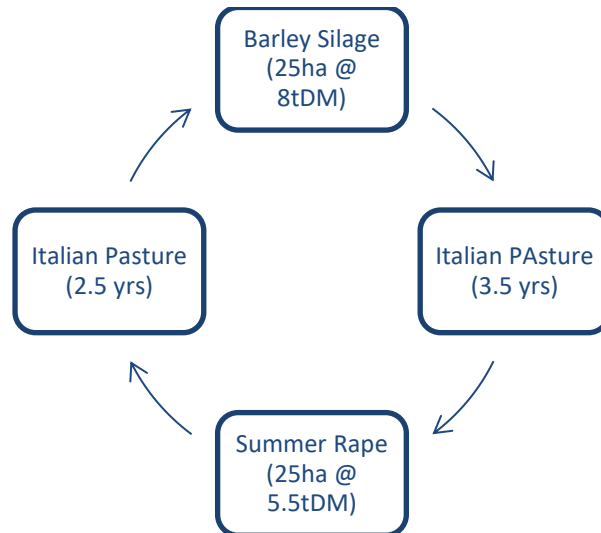 Barley Silage
(25ha @
8tDM)
Italian Pasture
(2.5 yrs)
Italian PAsture
(3.5 yrs)
Summer Rape
(25ha @
5.5tDM)